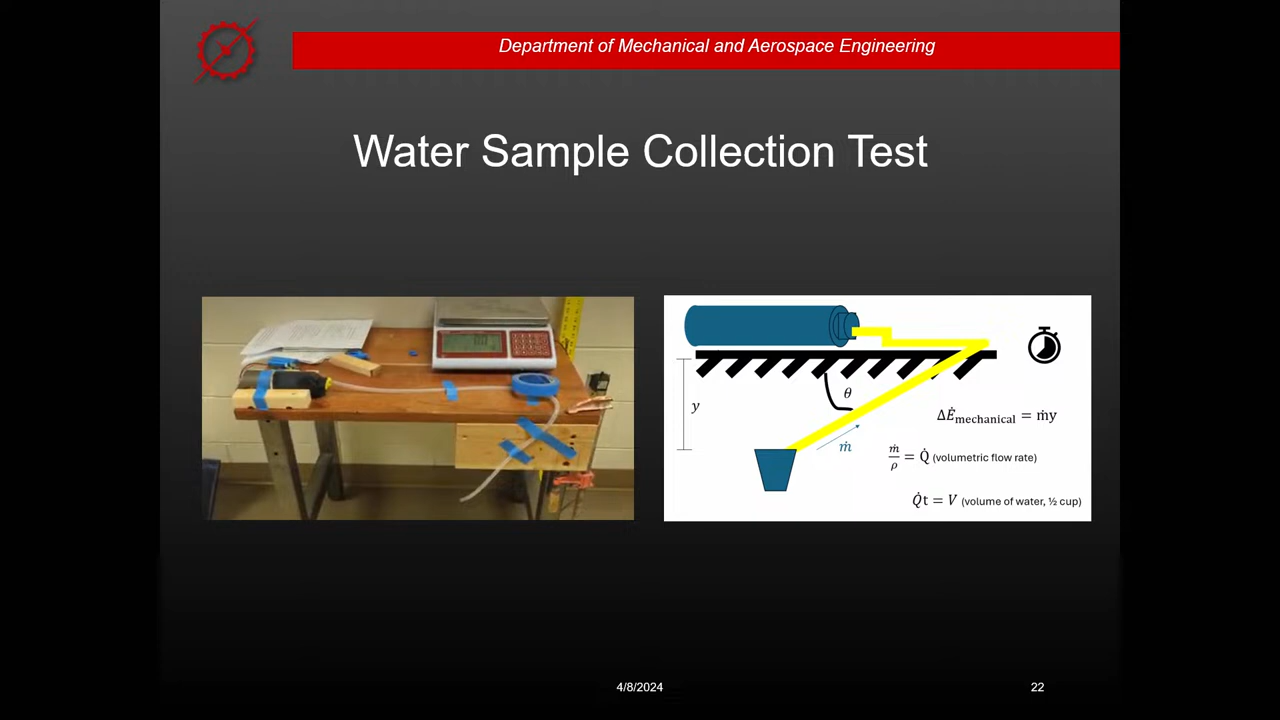 Department of Mechanical and Aerospace Engineering
Water Sample Collection Test
y
θ
ṁ
ΔĖmechanical = ṁy
ṁ/ρ = Q̇ (volumetric flow rate)
Q̇t = V (volume of water, ½ cup)
4/8/2024
22